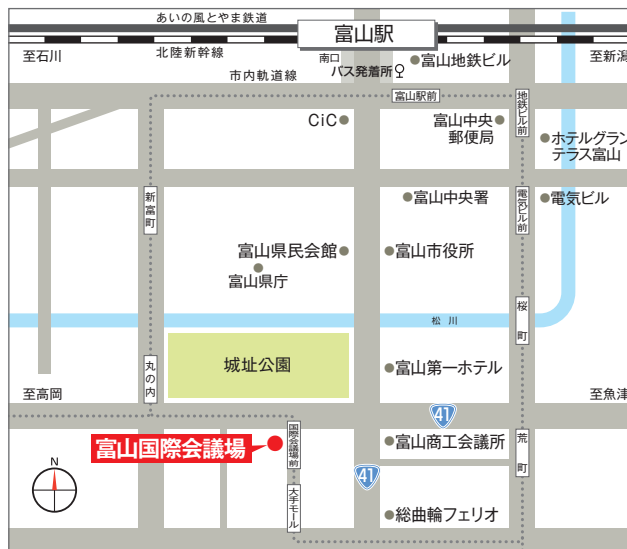 あいの風とやま鉄道
富山駅
至石川
北陸新幹線
南口
バス発着所
富山地鉄ビル
至新潟
市内軌道線
富山駅前
地鉄ビル前
CiC
富山中央
郵便局
ホテルグラン
テラス富山
新富町
富山中央署
電気ビル前
電気ビル
富山県民会館
富山市役所
富山県庁
桜町
松川
丸の内
城址公園
富山第一ホテル
至高岡
至魚津
41
富山国際会議場
国際会議場前
富山商工会議所
荒町
N
41
大手モール
総曲輪フェリオ